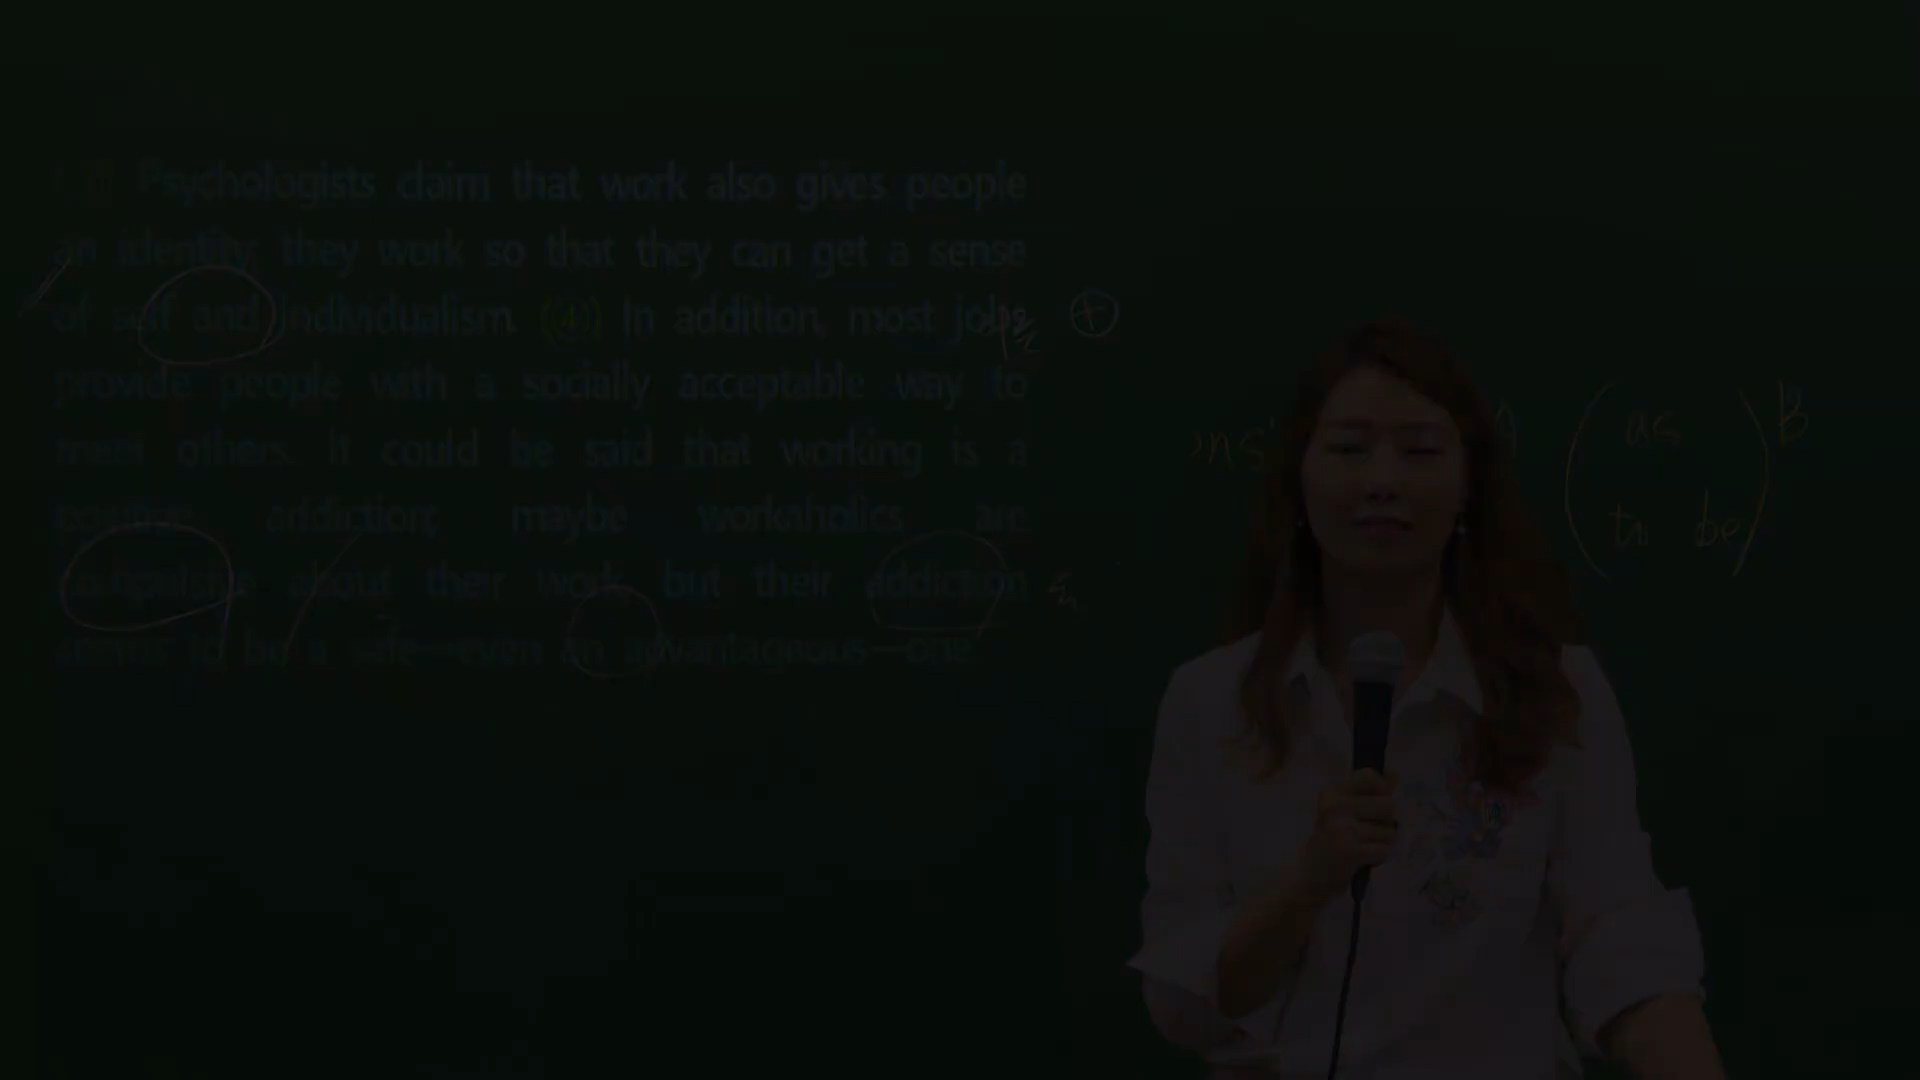 Psychologists claim that work also gives people
an identity; they work so that they can get a sense
of self and individualism. (4) In addition, most jobs
provide people with a socially acceptable way to
meet others. It could be said that working is a
positive addiction; maybe workaholics are
compulsive about their work, but their addiction
seems to be a safe—even an advantageous—one.
+
A ( as ) B
to be